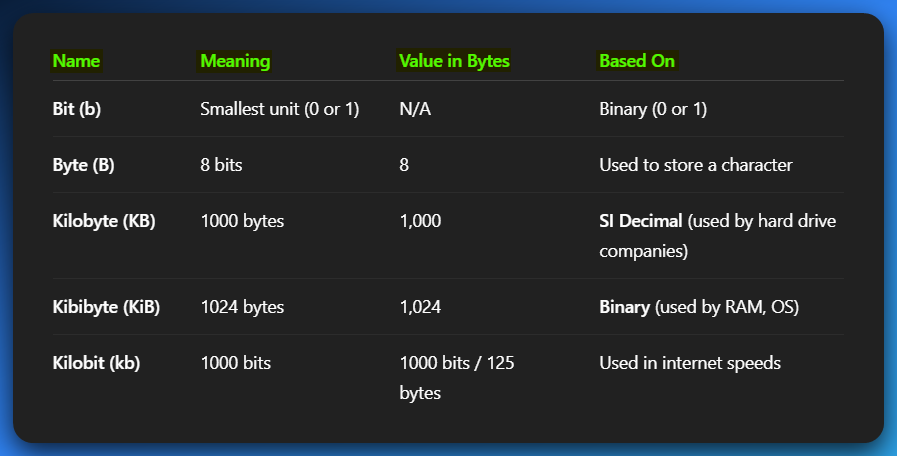 Name Meaning Value in Bytes Based On
Bit (b) Smallest unit (0 or 1) N/A Binary (0 or 1)
Byte (B) 8 bits 8 Used to store a character
Kilobyte (KB) 1000 bytes 1,000 SI Decimal (used by hard drive
companies)
Kibibyte (KiB) 1024 bytes 1,024 Binary (used by RAM, OS)
Kilobit (kb) 1000 bits 1000 bits / 125 Used in internet speeds
bytes